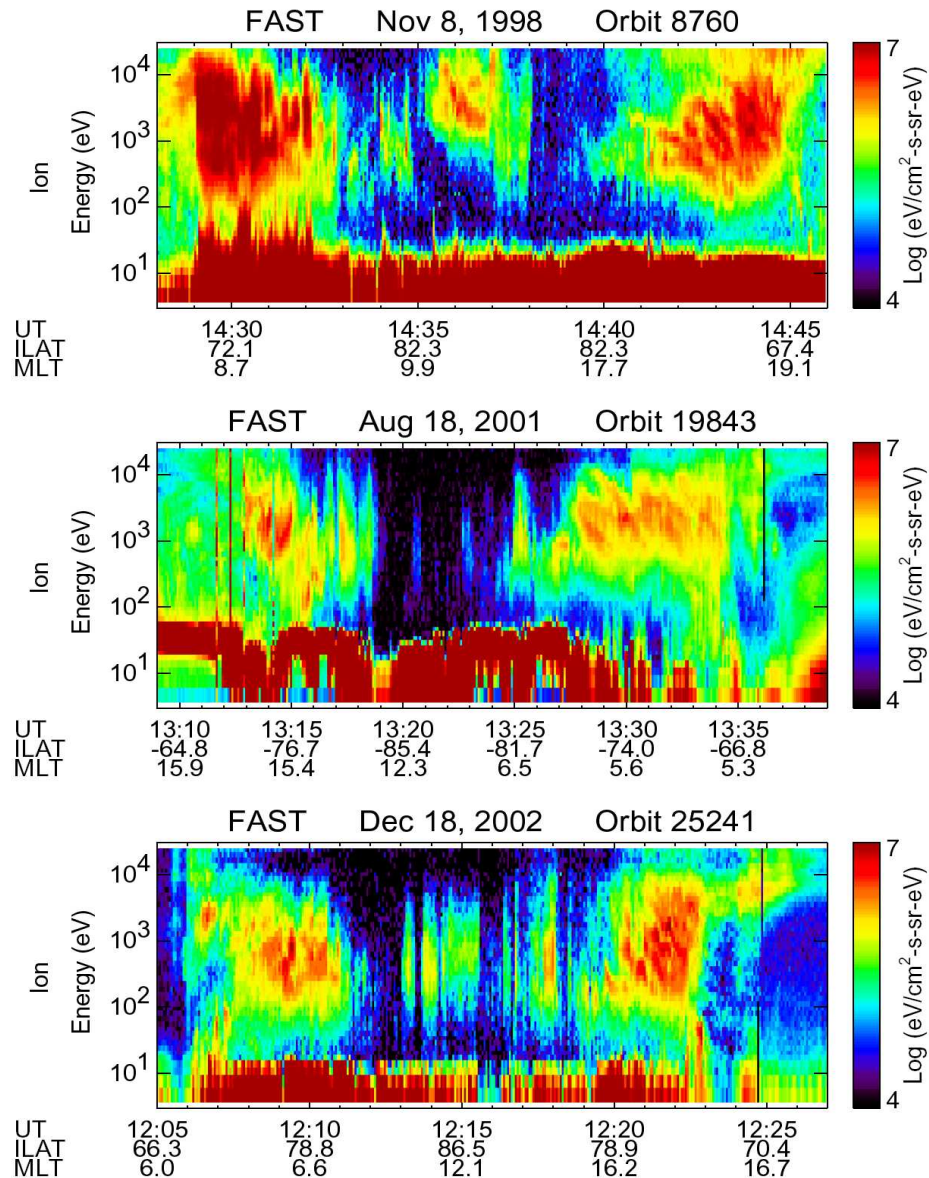 FAST Nov 8, 1998 Orbit 8760
Ion
Energy (eV)
10^4
10^3
10^2
10^1
7
4
Log (eV/cm^2-s-sr-eV)
UT 14:30 14:35 14:40 14:45
ILAT 72.1 82.3 82.3 67.4
MLT 8.7 9.9 17.7 19.1
FAST Aug 18, 2001 Orbit 19843
Ion
Energy (eV)
10^4
10^3
10^2
10^1
7
4
Log (eV/cm^2-s-sr-eV)
UT 13:10 13:15 13:20 13:25 13:30 13:35
ILAT -64.8 -76.7 -85.4 -81.7 -74.0 -66.8
MLT 15.9 15.4 12.3 6.5 5.6 5.3
FAST Dec 18, 2002 Orbit 25241
Ion
Energy (eV)
10^4
10^3
10^2
10^1
7
4
Log (eV/cm^2-s-sr-eV)
UT 12:05 12:10 12:15 12:20 12:25
ILAT 66.3 78.8 86.5 78.9 70.4
MLT 6.0 6.6 12.1 16.2 16.7